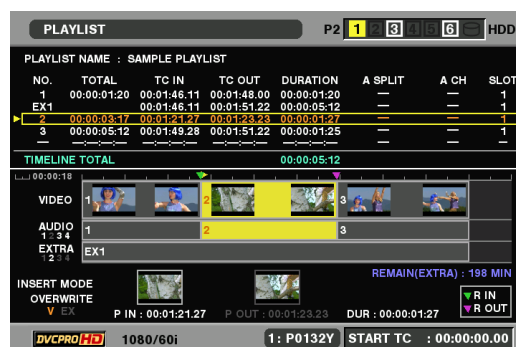 PLAYLIST P2 1 2 3 4 5 6 HDD
PLAYLIST NAME : SAMPLE PLAYLIST
NO. TOTAL TC IN TC OUT DURATION A SPLIT A CH SLOT
1 00:00:01:20 00:01:46.11 00:01:48.00 00:00:01:20 — — 1
EX1 00:01:46.11 00:01:51.22 00:00:05:12 — — 1
2 00:00:03:17 00:01:21.27 00:01:23.23 00:00:01:27 — — 1
3 00:00:05:12 00:01:49.28 00:01:51.22 00:00:01:25 — — 1
— —:—:—:— —:—:—:— —:—:—:— —:—:—:— — — —
TIMELINE TOTAL 00:00:05:12
00:00:18
VIDEO 1 2 3
AUDIO 1 2 3
1 2 3 4
EXTRA EX1
1 2 3 4
REMAIN(EXTRA) : 198 MIN
INSERT MODE
OVERWRITE
V EX
P IN : 00:01:21.27 P OUT : 00:01:23.23 DUR : 00:00:01:27
R IN
R OUT
DVCPRO HD 1080/60i 1: P0132Y START TC : 00:00:00.00